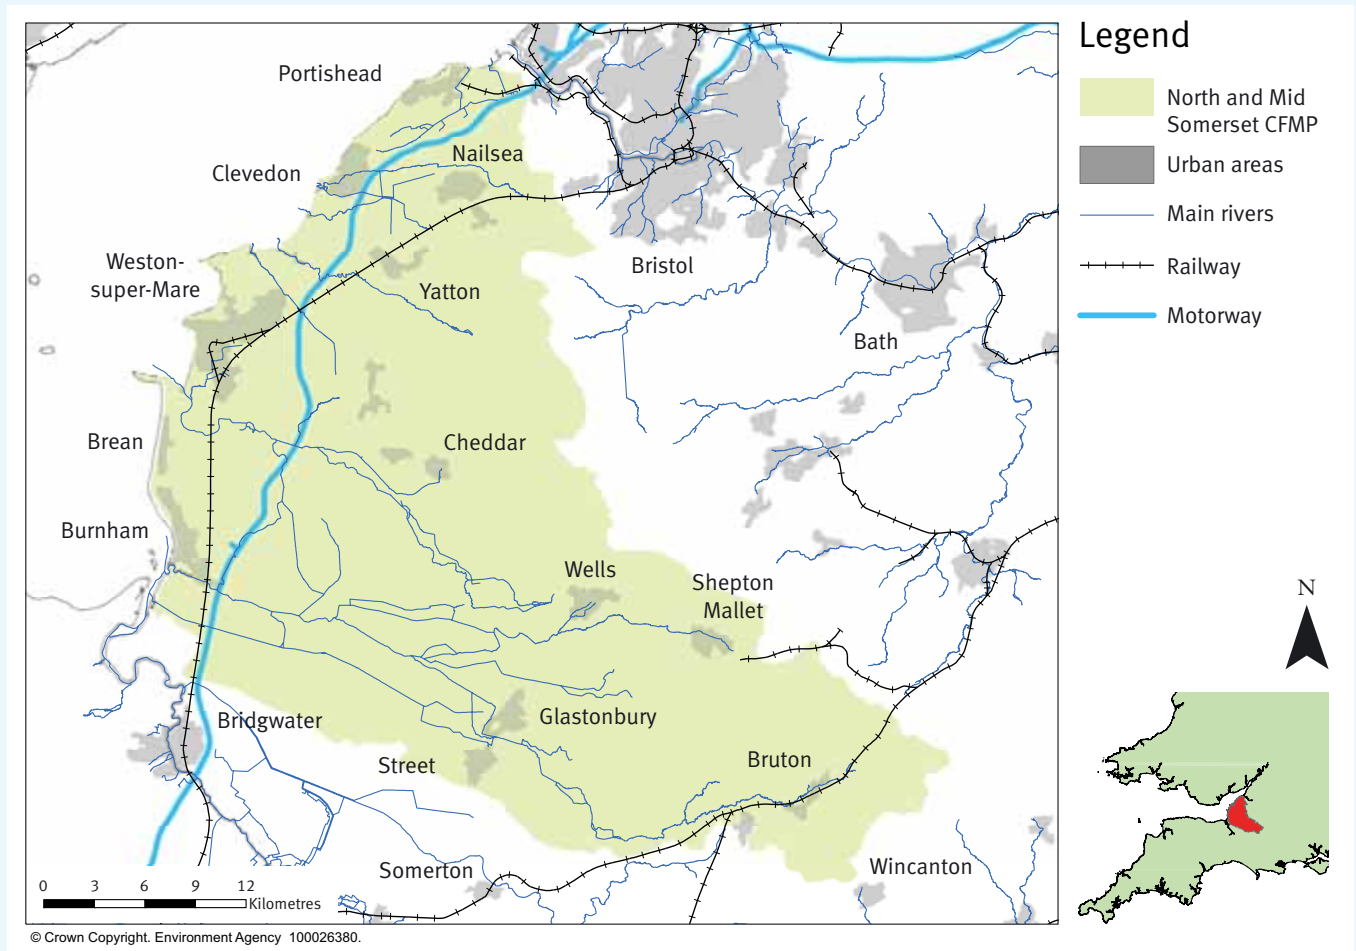 Legend
North and Mid
Somerset CFMP
Urban areas
Main rivers
Railway
Motorway
Portishead
Nailsea
Clevedon
Weston-
super-Mare
Yatton
Bristol
Bath
Brean
Cheddar
Burnham
Wells
Shepton
Mallet
Bridgwater
Glastonbury
Street
Bruton
Somerton
Wincanton
N
0 3 6 9 12
Kilometres
© Crown Copyright. Environment Agency 100026380.